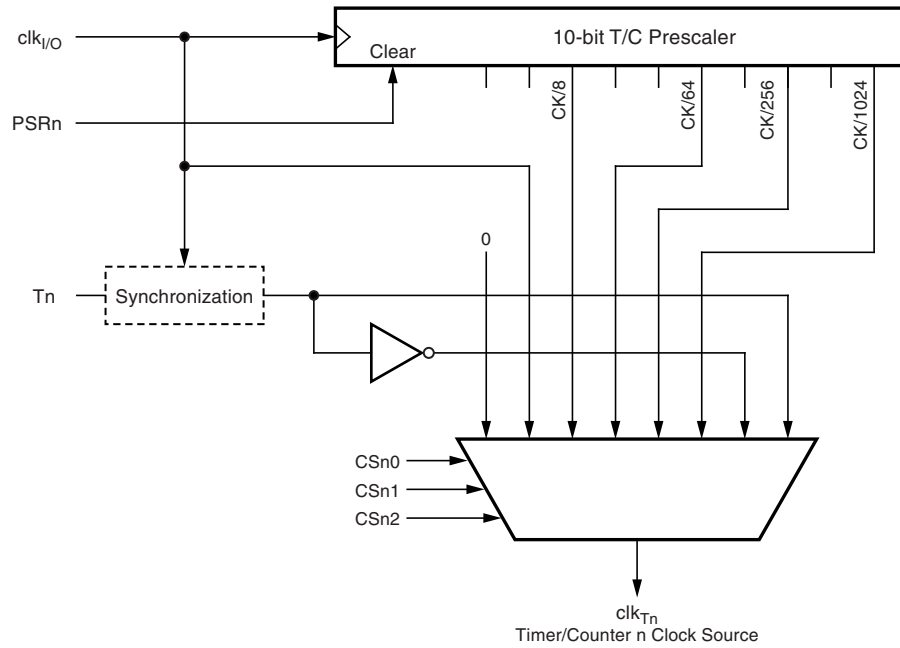 10-bit T/C Prescaler
clkI/O
Clear
PSRn
CK/8
CK/64
CK/256
CK/1024
0
Tn
Synchronization
CSn0
CSn1
CSn2
clkTn
Timer/Counter n Clock Source